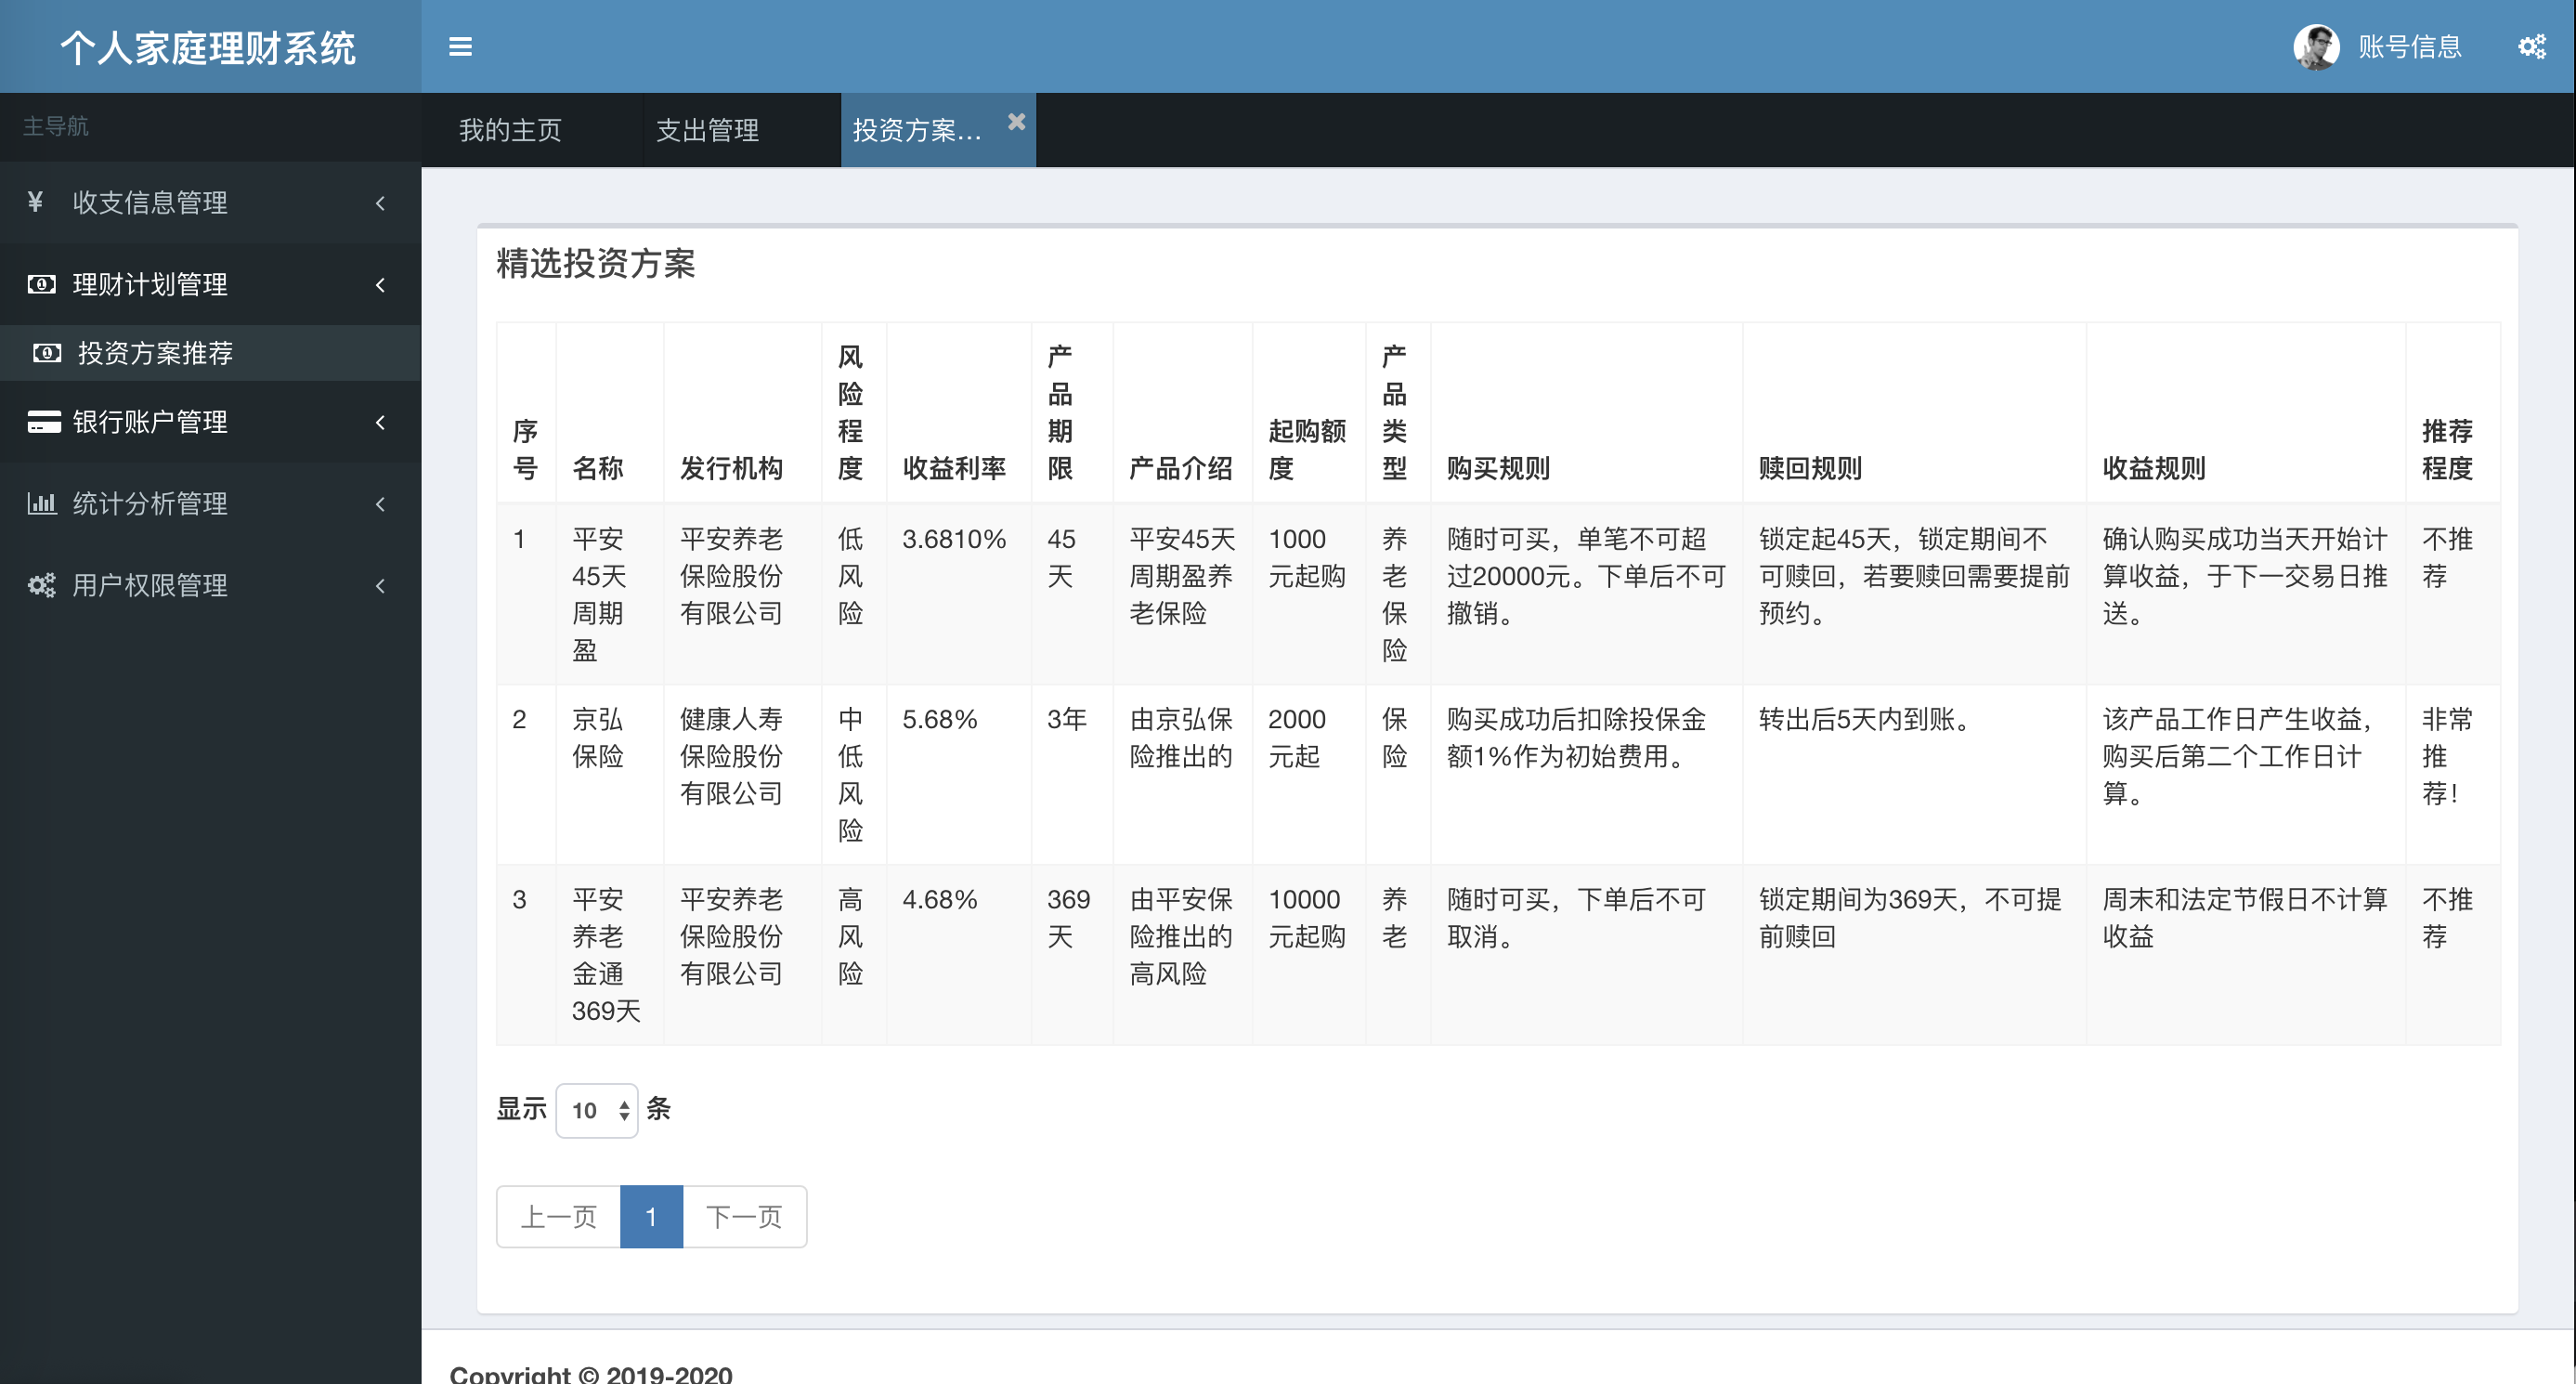 个人家庭理财系统
账号信息
主导航
我的主页
支出管理
投资方案...
¥ 收支信息管理
理财计划管理
投资方案推荐
银行账户管理
统计分析管理
用户权限管理
精选投资方案
序号 名称 发行机构 风险程度 收益利率 产品期限 产品介绍 起购额度 产品类型 购买规则 赎回规则 收益规则 推荐程度
1 平安45天周期盈 平安养老保险股份有限公司 低风险 3.6810% 45天 平安45天周期盈养老保险 1000元起购 养老保险 随时可买，单笔不可超过20000元。下单后不可撤销。 锁定起45天，锁定期间不可赎回，若要赎回需要提前预约。 确认购买成功当天开始计算收益，于下一交易日推送。 不推荐
2 京弘保险 健康人寿保险股份有限公司 中低风险 5.68% 3年 由京弘保险推出的 2000元起 保险 购买成功后扣除投保金额1%作为初始费用。 转出后5天内到账。 该产品工作日产生收益，购买后第二个工作日计算。 非常推荐！
3 平安养老金通369天 平安养老保险股份有限公司 高风险 4.68% 369天 由平安保险推出的高风险 10000元起购 养老 随时可买，下单后不可取消。 锁定期间为369天，不可提前赎回 周末和法定节假日不计算收益 不推荐
显示 10 条
上一页 1 下一页
Copyright © 2019-2020